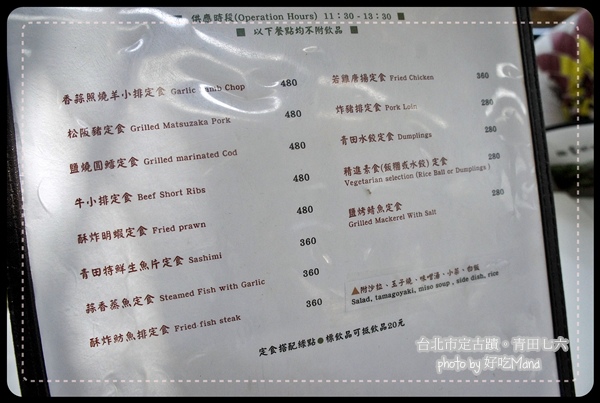 供應時段(Operation Hours) 11:30-13:30
以下餐點均不附飲品
香蒜照燒羊小排定食 Garlic Lamb Chop 480
松阪豬定食 Grilled Matsuzaka Pork 480
鹽燒圓鱈定食 Grilled marinated Cod 480
牛小排定食 Beef Short Ribs 480
酥炸明蝦定食 Fried prawn 480
青田特鮮生魚片定食 Sashimi 360
蒜香蒸魚定食 Steamed Fish with Garlic 360
酥炸魴魚排定食 Fried fish steak 360
若雞唐揚定食 Fried Chicken 360
炸豬排定食 Pork Loin 280
青田水餃定食 Dumplings 280
精進素食(飯糰或水餃) 定食 280
Vegetarian selection (Rice Ball or Dumplings)
鹽烤鯖魚定食 280
Grilled Mackerel With Salt
▲附沙拉、玉子燒、味噌湯、小菜、白飯
Salad, tamagoyaki, miso soup , side dish, rice
定食搭配綠點●標飲品可抵飲品20元
台北市定古蹟。青田七六
photo by 好吃Mand